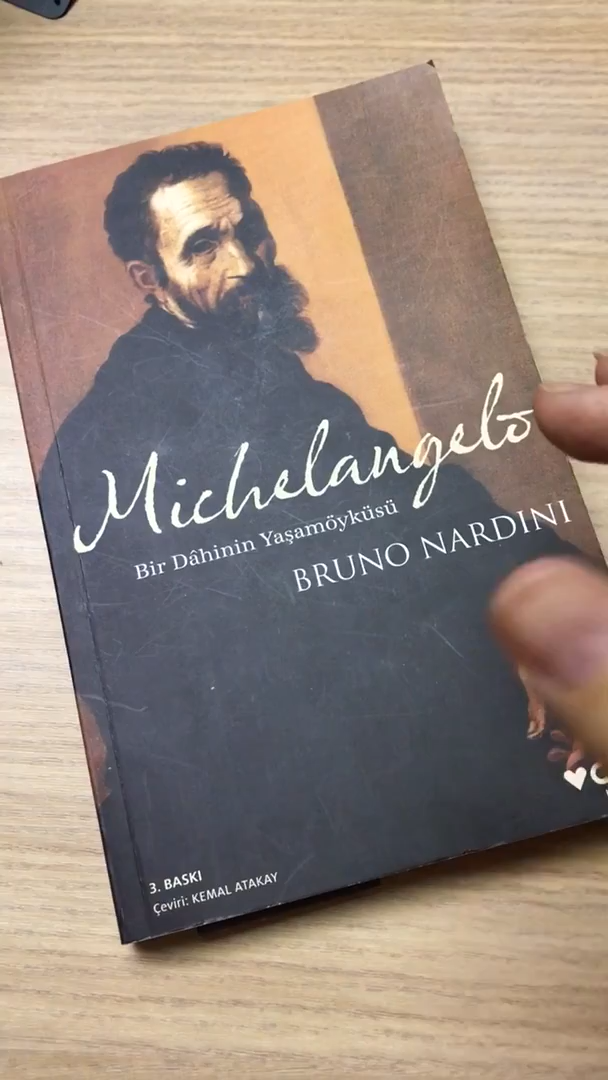 Michelangelo
Bir Dâhinin Yaşamöyküsü
BRUNO NARDINI
3. BASKI
Çeviri: KEMAL ATAKAY